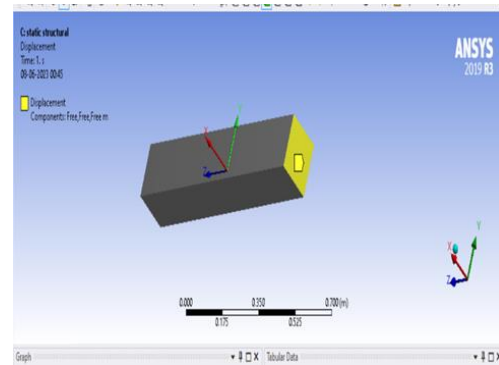 C: static structural
Displacement
Time: 1. s
09-06-2023 00:45
Displacement
Components: Free,Free,Free m
ANSYS
2019 R3
Y
X
Z
Y
X
Z
0.000
0.350
0.700 (m)
0.175
0.525
Graph
Tabular Data